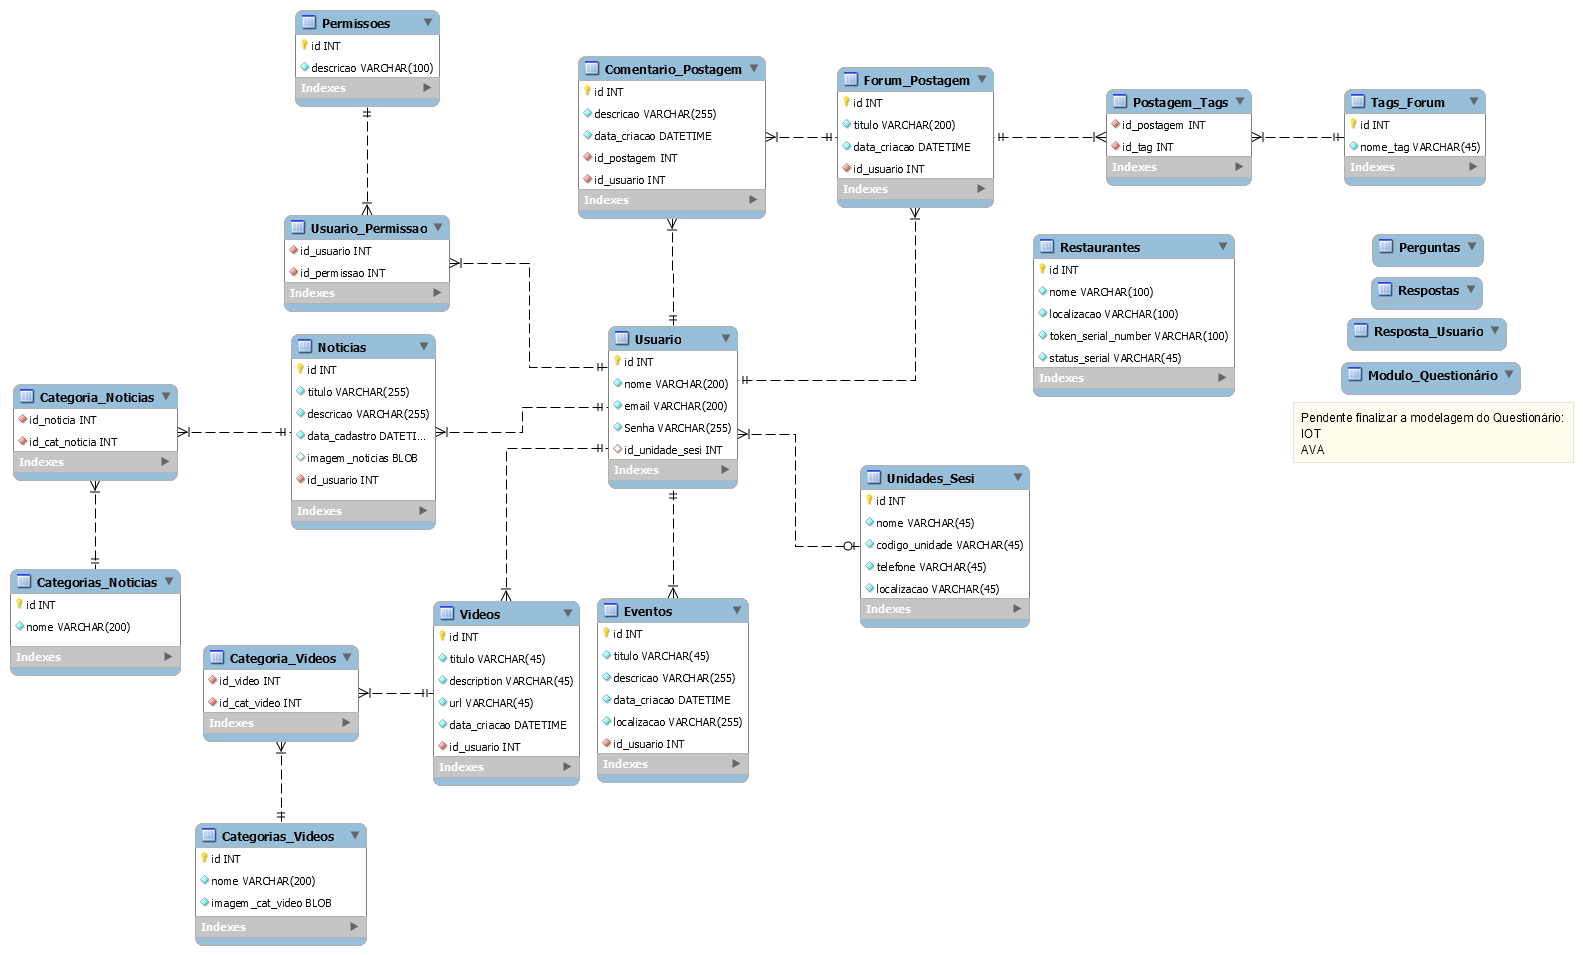 Permissoes
id INT
descricao VARCHAR(100)
Indexes
Comentario_Postagem
id INT
descricao VARCHAR(255)
data_criacao DATETIME
id_postagem INT
id_usuario INT
Indexes
Forum_Postagem
id INT
titulo VARCHAR(200)
data_criacao DATETIME
id_usuario INT
Indexes
Postagem_Tags
id_postagem INT
id_tag INT
Indexes
Tags_Forum
id INT
nome_tag VARCHAR(45)
Indexes
Usuario_Permissao
id_usuario INT
id_permissao INT
Indexes
Restaurantes
id INT
nome VARCHAR(100)
localizacao VARCHAR(100)
token_serial_number VARCHAR(100)
status_serial VARCHAR(45)
Indexes
Perguntas
Respostas
Resposta_Usuario
Modulo_Questionário
Pendente finalizar a modelagem do Questionário:
IOT
AVA
Noticias
id INT
titulo VARCHAR(255)
descricao VARCHAR(255)
data_cadastro DATETI...
imagem_noticias BLOB
id_usuario INT
Indexes
Usuario
id INT
nome VARCHAR(200)
email VARCHAR(200)
Senha VARCHAR(255)
id_unidade_sesi INT
Indexes
Categoria_Noticias
id_noticia INT
id_cat_noticia INT
Indexes
Unidades_Sesi
id INT
nome VARCHAR(45)
codigo_unidade VARCHAR(45)
telefone VARCHAR(45)
localizacao VARCHAR(45)
Indexes
Categorias_Noticias
id INT
nome VARCHAR(200)
Indexes
Videos
id INT
titulo VARCHAR(45)
description VARCHAR(45)
url VARCHAR(45)
data_criacao DATETIME
id_usuario INT
Indexes
Eventos
id INT
titulo VARCHAR(45)
descricao VARCHAR(255)
data_criacao DATETIME
localizacao VARCHAR(255)
id_usuario INT
Indexes
Categoria_Videos
id_video INT
id_cat_video INT
Indexes
Categorias_Videos
id INT
nome VARCHAR(200)
imagem_cat_video BLOB
Indexes